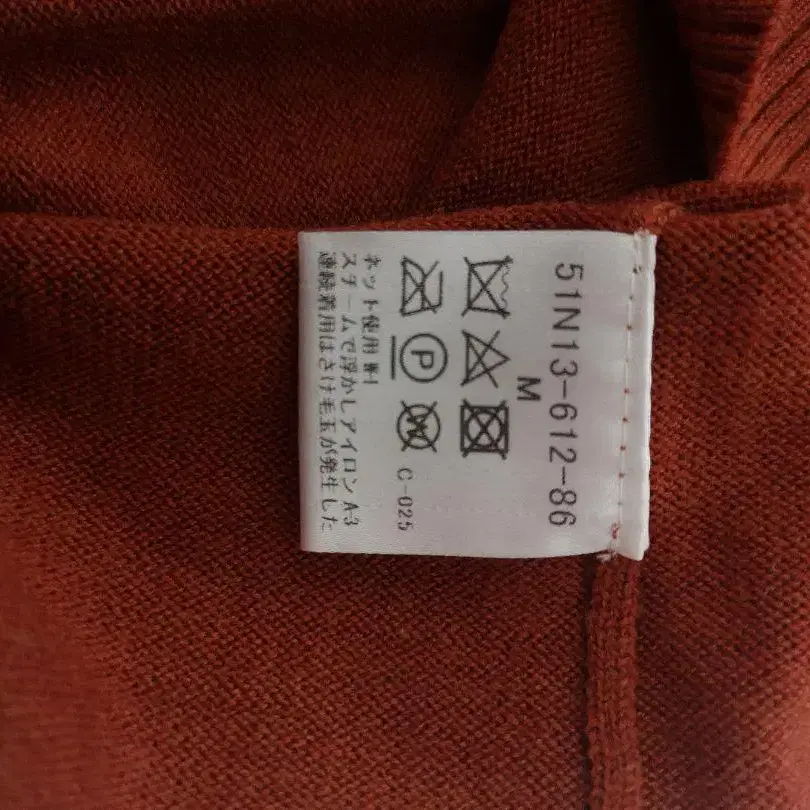 51N13-612-86
M
P
W
C-025
ネット使用
スチームで浮かしアイロン A-3
連続着用はさけ毛玉が発生した